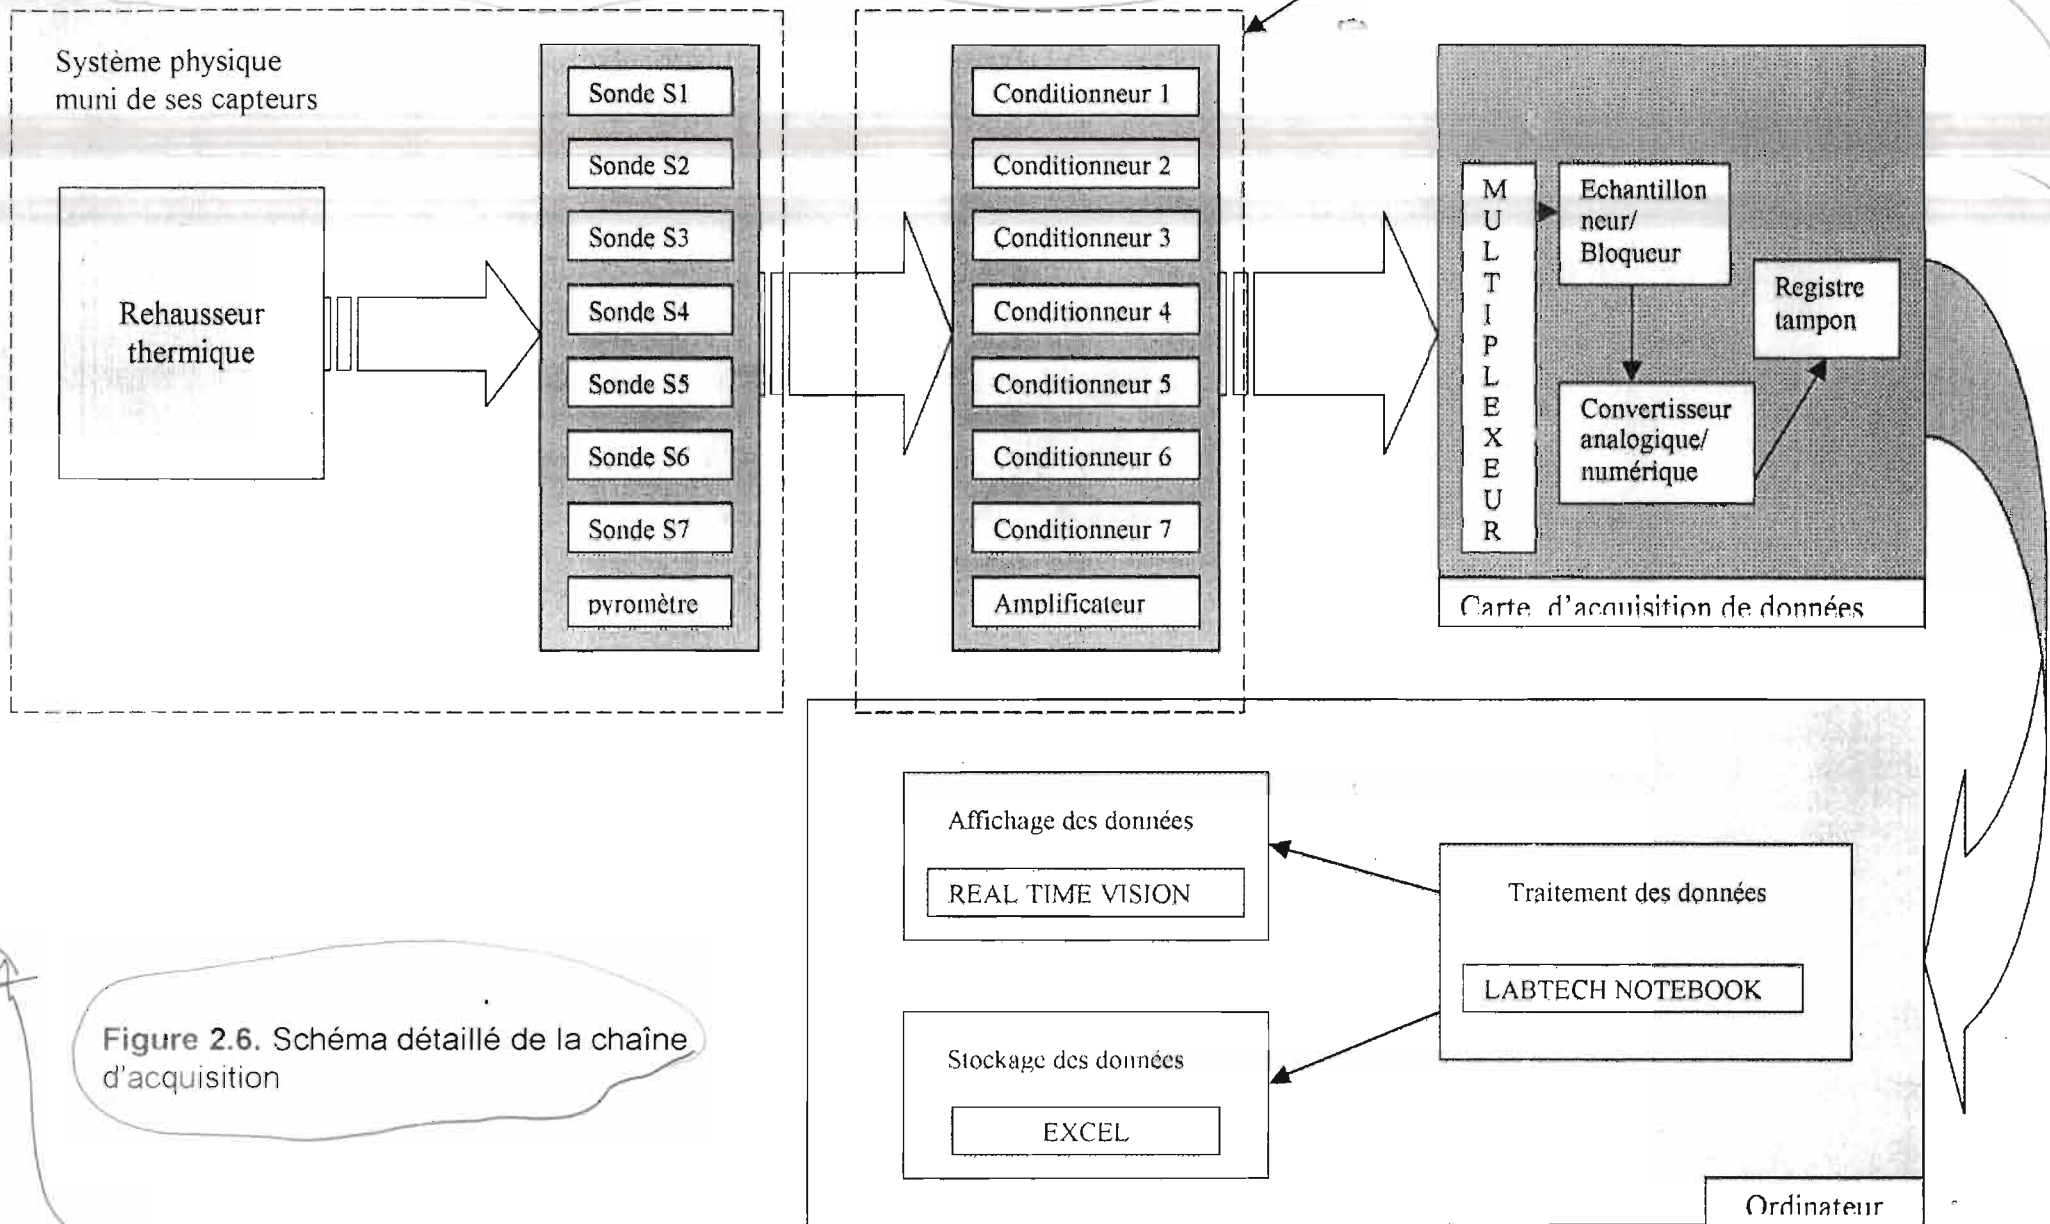 Système physique
muni de ses capteurs
Rehausseur
thermique
Sonde S1
Sonde S2
Sonde S3
Sonde S4
Sonde S5
Sonde S6
Sonde S7
pyromètre
Conditionneur 1
Conditionneur 2
Conditionneur 3
Conditionneur 4
Conditionneur 5
Conditionneur 6
Conditionneur 7
Amplificateur
M
U
L
T
I
P
L
E
X
E
U
R
Echantillon
neur/
Bloqueur
Convertisseur
analogique/
numérique
Registre
tampon
Carte d'acquisition de données
Affichage des données
REAL TIME VISION
Traitement des données
LABTECH NOTEBOOK
Stockage des données
EXCEL
Ordinateur
Figure 2.6. Schéma détaillé de la chaîne
d'acquisition